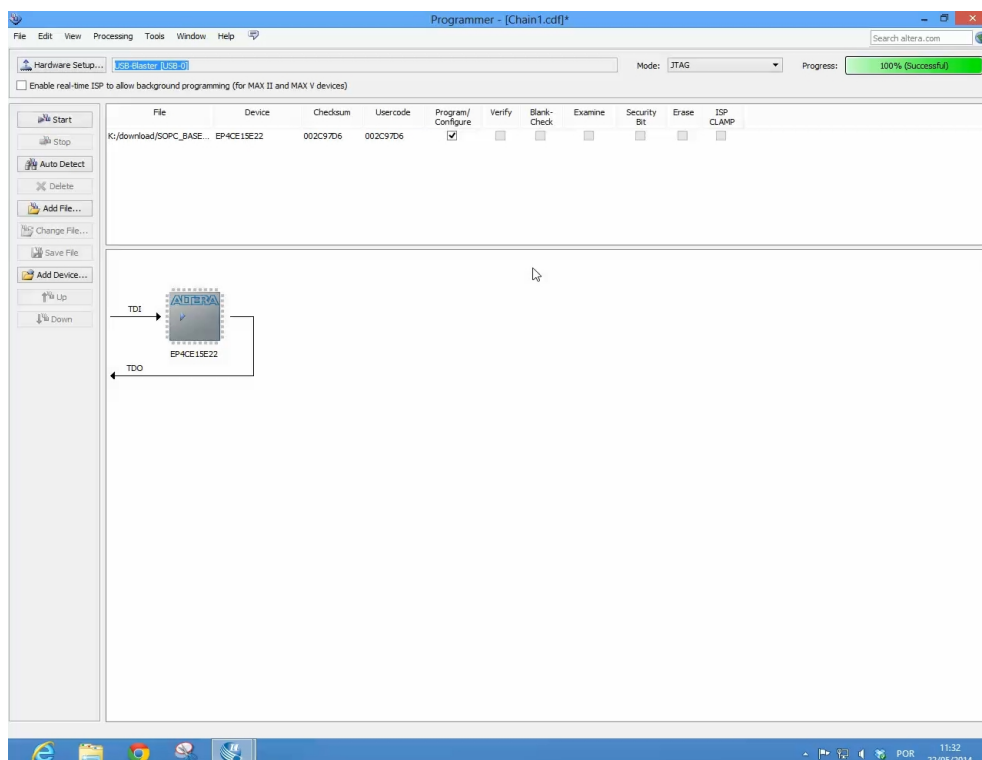 Programmer - [Chain1.cdf]*
File Edit View Processing Tools Window Help
Search altera.com
Hardware Setup... USB-Blaster [USB-0] Mode: JTAG Progress: 100% (Successful)
Enable real-time ISP to allow background programming (for MAX II and MAX V devices)
File Device Checksum Usercode Program/ Verify Blank- Examine Security Erase ISP
Configure Check Bit CLAMP
K:/download/SOPC_BASE... EP4CE15E22 002C97D6 002C97D6
Start
Stop
Auto Detect
Delete
Add File...
Change File...
Save File
Add Device...
Up
Down
ALTERA
TDI
EP4CE15E22
TDO
POR 11:32
22/05/2014